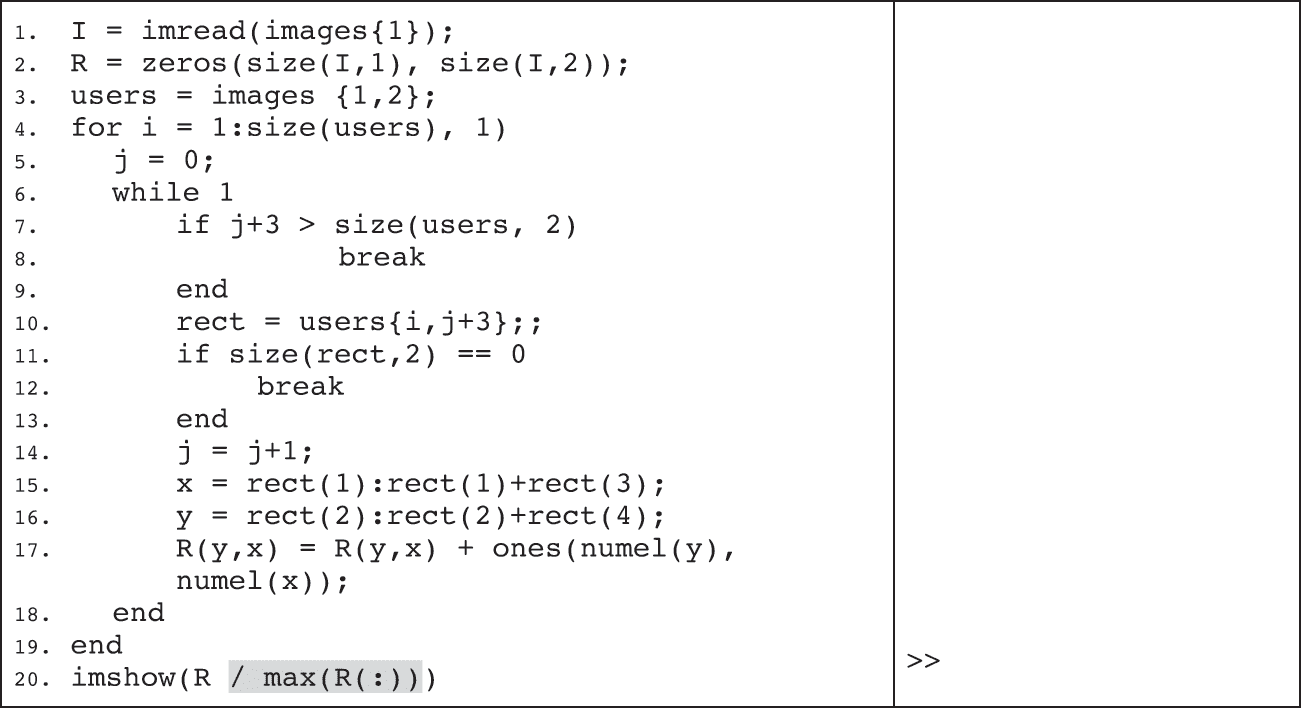 1. I = imread(images{1});
2. R = zeros(size(I,1), size(I,2));
3. users = images {1,2};
4. for i = 1:size(users), 1)
5. j = 0;
6. while 1
7. if j+3 > size(users, 2)
8. break
9. end
10. rect = users{i,j+3};;
11. if size(rect,2) == 0
12. break
13. end
14. j = j+1;
15. x = rect(1):rect(1)+rect(3);
16. y = rect(2):rect(2)+rect(4);
17. R(y,x) = R(y,x) + ones(numel(y),
numel(x));
18. end
19. end
20. imshow(R / max(R(:)))
>>